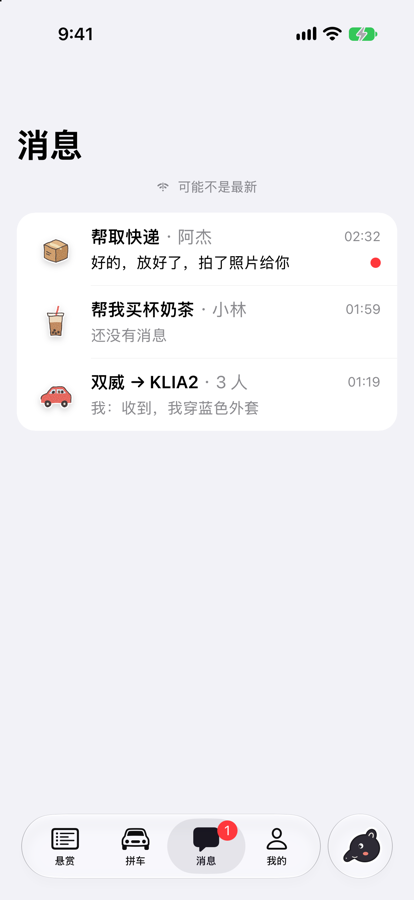 9:41
消息
可能不是最新
帮取快递 · 阿杰 02:32
好的，放好了，拍了照片给你
帮我买杯奶茶 · 小林 01:59
还没有消息
双威 → KLIA2 · 3 人 01:19
我：收到，我穿蓝色外套
1
悬赏 拼车 消息 我的